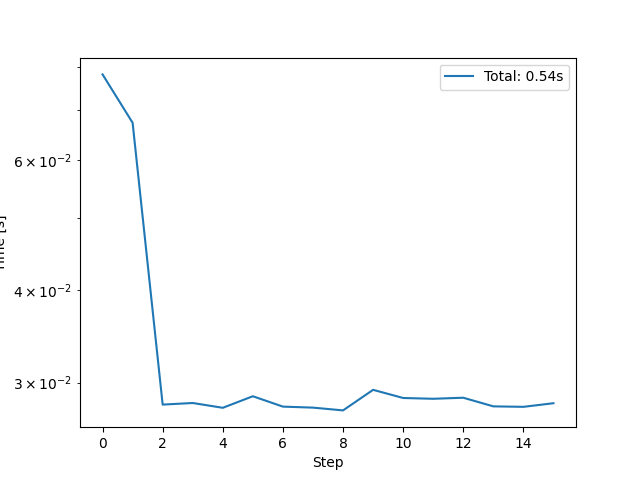 Total: 0.54s
6 × 10⁻²
4 × 10⁻²
3 × 10⁻²
0 2 4 6 8 10 12 14
Step
[s]